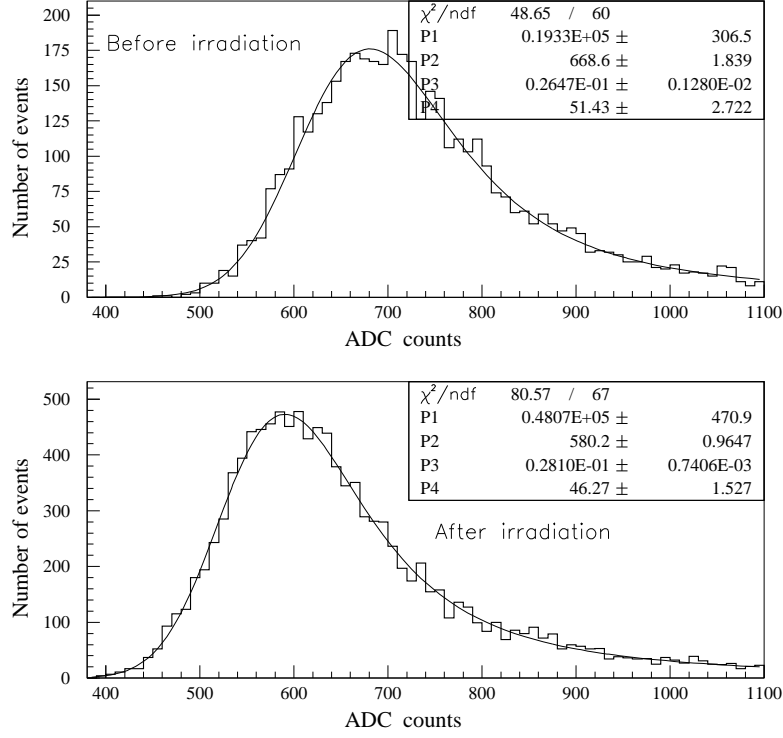 Before irradiation
χ²/ndf 48.65 / 60
P1 0.1933E+05 ± 306.5
P2 668.6 ± 1.839
P3 0.2647E-01 ± 0.1280E-02
P4 51.43 ± 2.722
Number of events
200
175
150
125
100
75
50
25
0
400 500 600 700 800 900 1000 1100
ADC counts
χ²/ndf 80.57 / 67
P1 0.4807E+05 ± 470.9
P2 580.2 ± 0.9647
P3 0.2810E-01 ± 0.7406E-03
P4 46.27 ± 1.527
After irradiation
Number of events
500
400
300
200
100
0
400 500 600 700 800 900 1000 1100
ADC counts